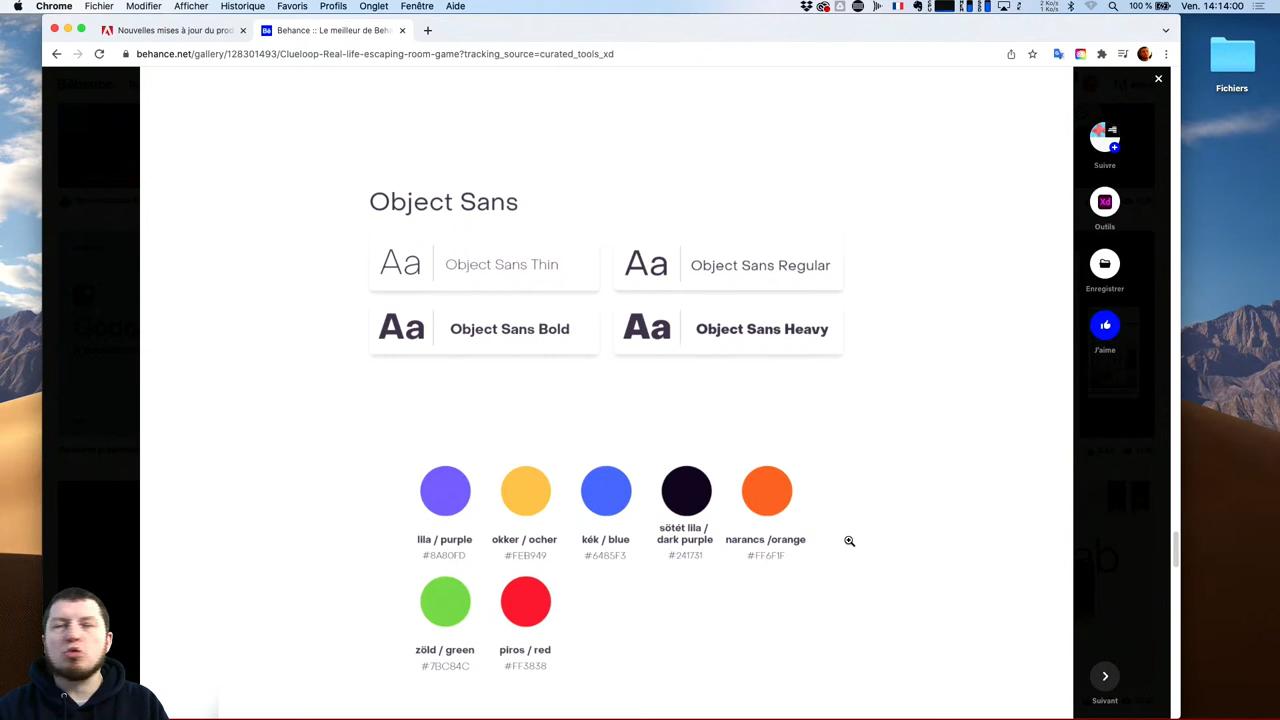 Chrome Fichier Modifier Afficher Historique Favoris Profils Onglet Fenêtre Aide
100 % Ven. 14:14:00
Nouvelles mises à jour du prod
Behance :: Le meilleur de Beha
behance.net/gallery/128301493/Clueloop-Real-life-escaping-room-game?tracking_source=curated_tools_xd
Fichiers
Object Sans
Aa Object Sans Thin
Aa Object Sans Regular
Aa Object Sans Bold
Aa Object Sans Heavy
lila / purple
#8A80FD
okker / ocher
#FEB949
kék / blue
#6485F3
sötét lila /
dark purple
#241731
narancs /orange
#FF6F1F
zöld / green
#7BC84C
piros / red
#FF3838
Suivre
Xd
Outils
Enregistrer
J'aime
Suivant